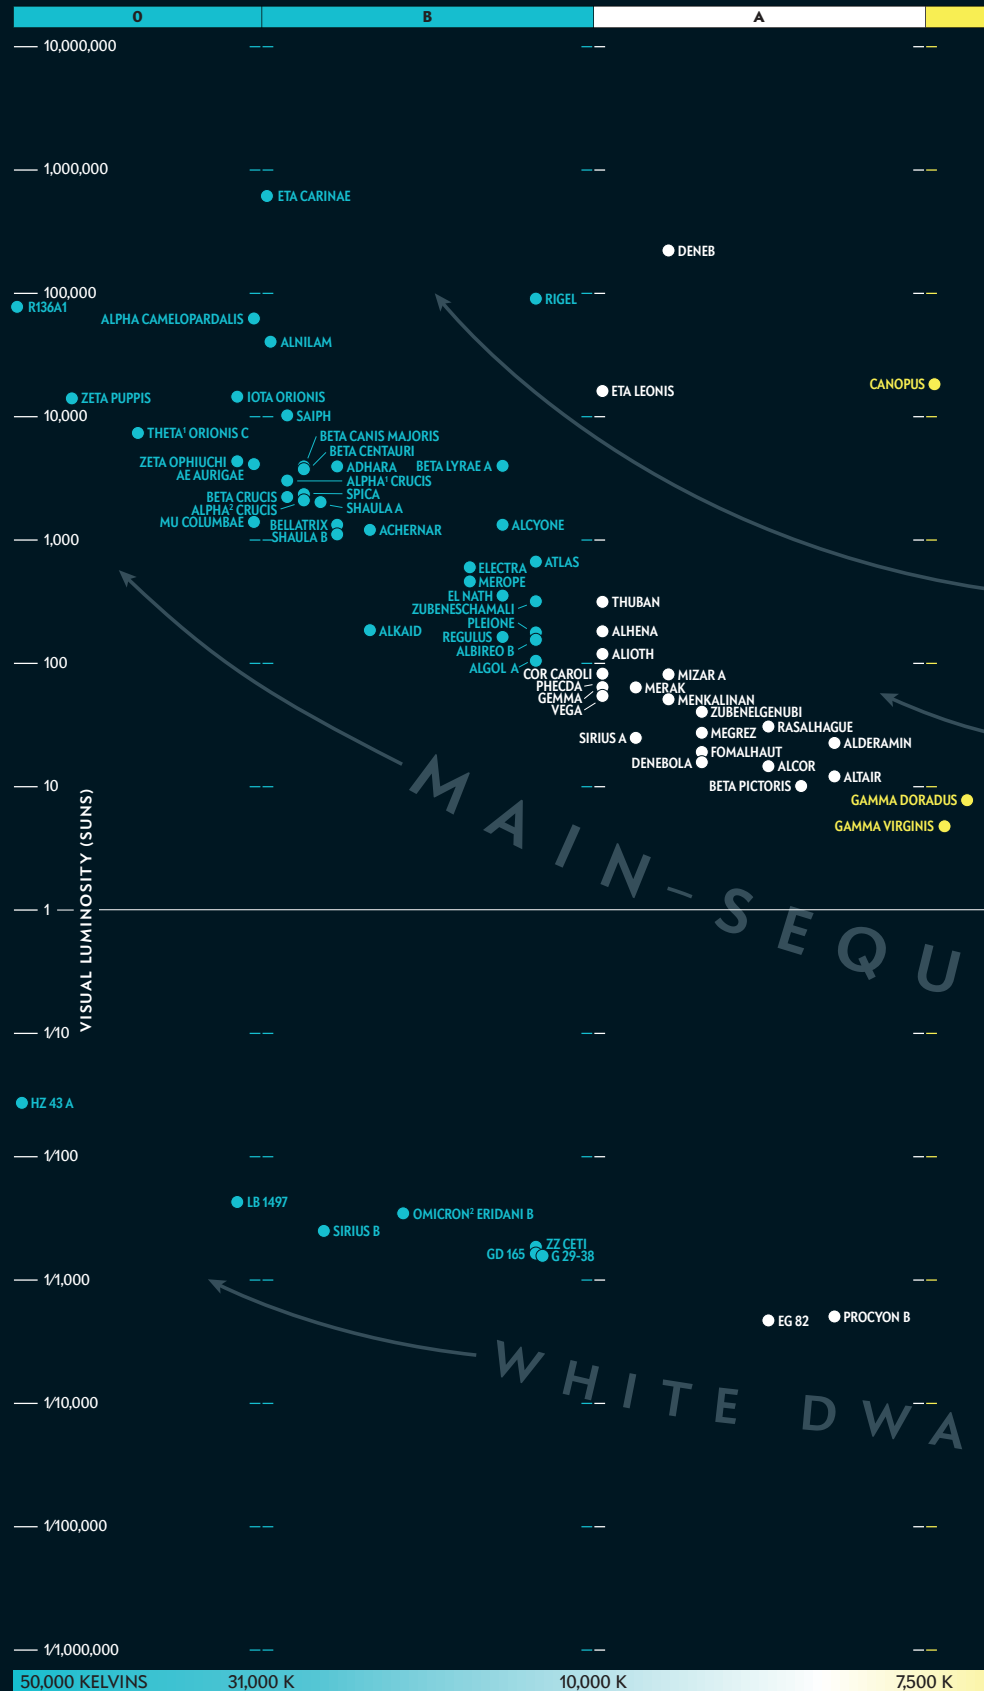 O
B
A
10,000,000
1,000,000
ETA CARINAE
DENEB
100,000
RIGEL
R136A1
ALPHA CAMELOPARDALIS
ALNILAM
CANOPUS
ETA LEONIS
ZETA PUPPIS
IOTA ORIONIS
10,000
SAIPH
THETA¹ ORIONIS C
BETA CANIS MAJORIS
BETA CENTAURI
ZETA OPHIUCHI
ADHARA
BETA LYRAE A
AE AURIGAE
ALPHA¹ CRUCIS
BETA CRUCIS
SPICA
ALPHA² CRUCIS
SHAULA A
MU COLUMBAE
BELLATRIX
ACHERNAR
ALCYONE
SHAULA B
1,000
ATLAS
ELECTRA
MEROPE
EL NATH
THUBAN
ZUBENESCHAMALI
PLEIONE
ALKAID
ALHENA
REGULUS
ALBIREO B
ALIOTH
100
ALGOL A
COR CAROLI
MIZAR A
PHECDA
MERAK
GEMMA
MENKALINAN
VEGA
ZUBENELGENUBI
RASALHAGUE
MEGREZ
SIRIUS A
ALDERAMIN
FOMALHAUT
DENEBOLA
ALCOR
ALTAIR
10
BETA PICTORIS
GAMMA DORADUS
GAMMA VIRGINIS
MAIN–SEQU
1
VISUAL LUMINOSITY (SUNS)
1/10
HZ 43 A
1/100
LB 1497
OMICRON² ERIDANI B
SIRIUS B
ZZ CETI
GD 165
G 29-38
1/1,000
EG 82
PROCYON B
WHITE DWA
1/10,000
1/100,000
1/1,000,000
50,000 KELVINS
31,000 K
10,000 K
7,500 K